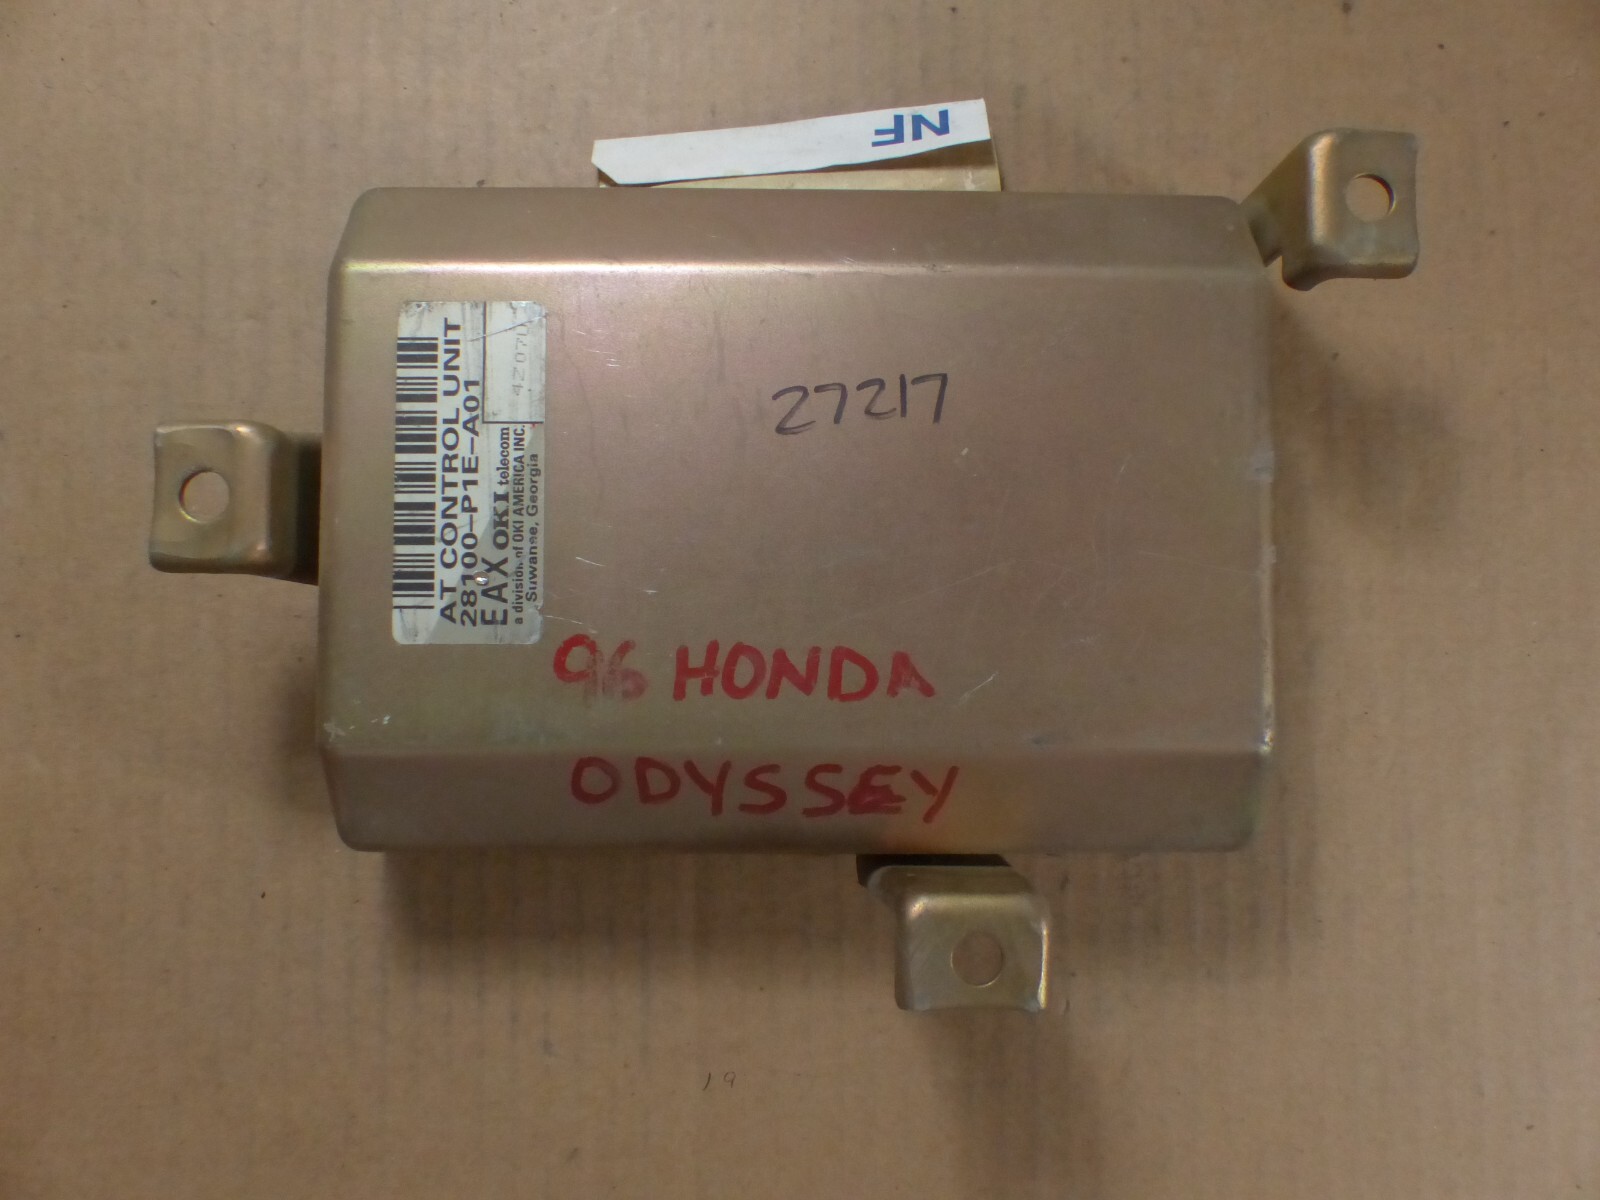 NF
AT CONTROL UNIT
28100-P1E-A01
EAX OKI telecom
a division of OKI AMERICA INC.
Suwanee, Georgia
27217
96 HONDA
ODYSSEY
19